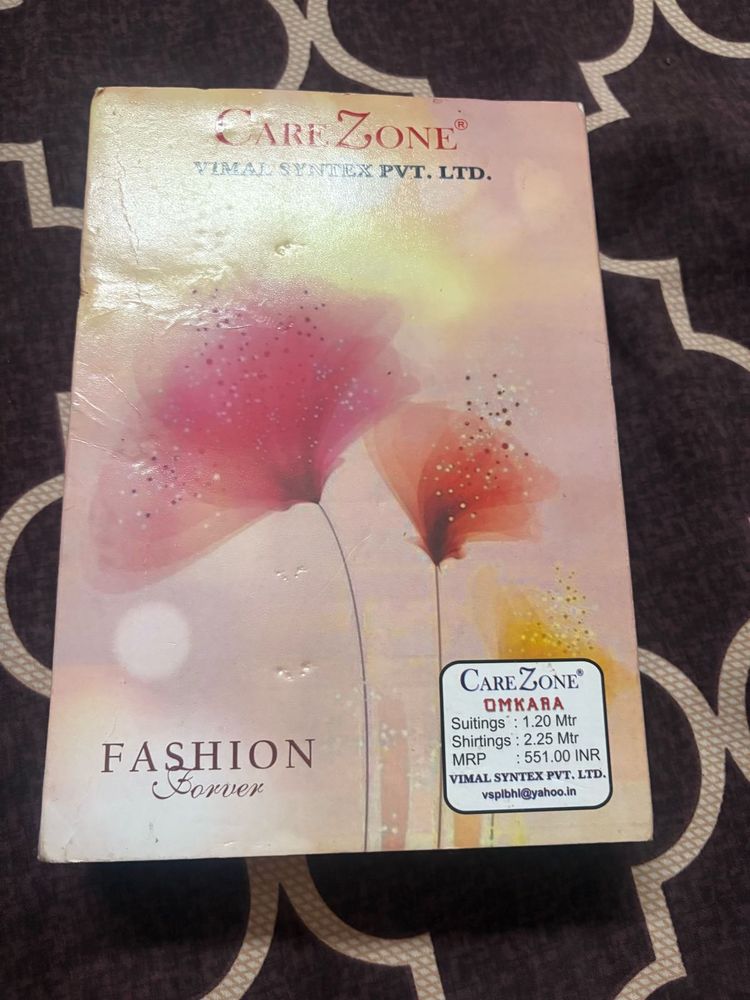 CARE ZONE®
VIMAL SYNTEX PVT. LTD.
FASHION
Forver
CARE ZONE®
OMKARA
Suitings : 1.20 Mtr
Shirtings : 2.25 Mtr
MRP : 551.00 INR
VIMAL SYNTEX PVT. LTD.
vsplbhl@yahoo.in